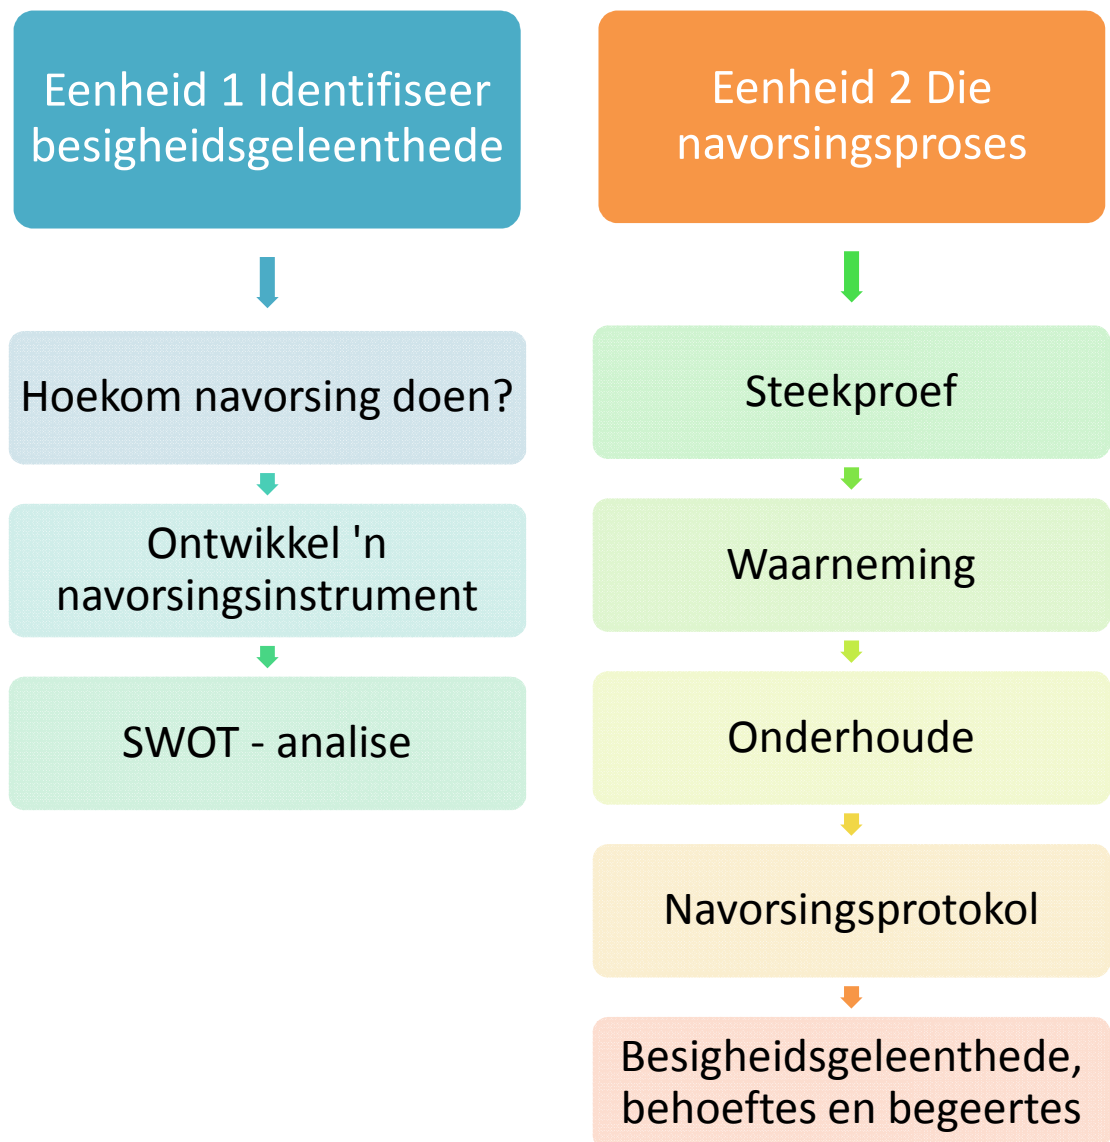 Eenheid 1 Identifiseer
besigheidsgeleenthede
Hoekom navorsing doen?
Ontwikkel 'n
navorsingsinstrument
SWOT - analise
Eenheid 2 Die
navorsingsproses
Steekproef
Waarneming
Onderhoude
Navorsingsprotokol
Besigheidsgeleenthede,
behoeftes en begeertes